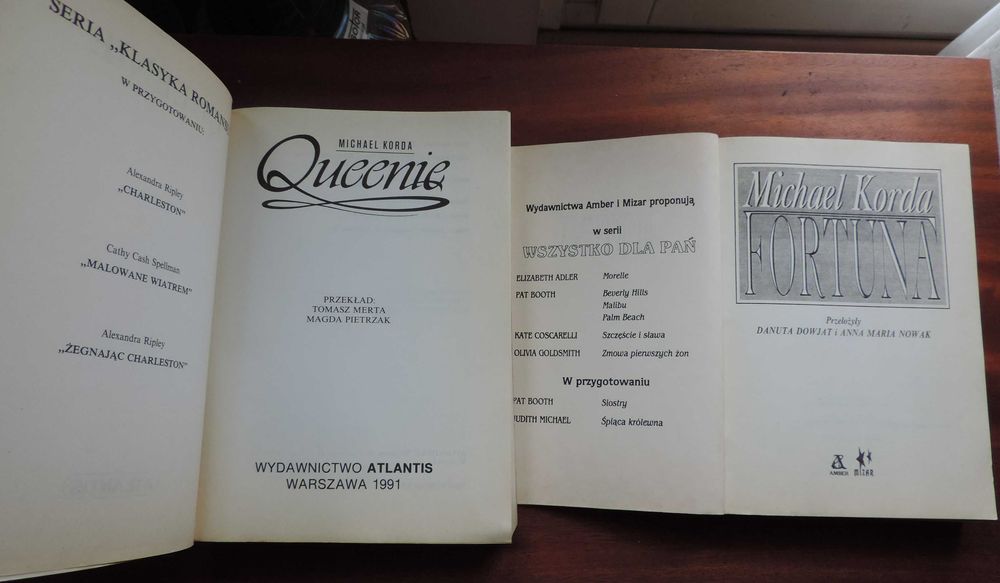 SERIA „KLASYKA ROMANSU
W PRZYGOTOWANIU:
Alexandra Ripley
„CHARLESTON"
Cathy Cash Spellman
„MALOWANE WIATREM"
Alexandra Ripley
„ŻEGNAJĄC CHARLESTON"
MICHAEL KORDA
Queenie
PRZEKŁAD:
TOMASZ MERTA
MAGDA PIETRZAK
WYDAWNICTWO ATLANTIS
WARSZAWA 1991
Wydawnictwa Amber i Mizar proponują
w serii
WSZYSTKO DLA PAŃ
ELIZABETH ADLER Morelle
PAT BOOTH Beverly Hills
Malibu
Palm Beach
KATE COSCARELLI Szczęście i sława
OLIVIA GOLDSMITH Zmowa pierwszych żon
W przygotowaniu
PAT BOOTH Siostry
JUDITH MICHAEL Śpiąca królewna
Michael Korda
FORTUNA
Przełożyły
DANUTA DOWJAT i ANNA MARIA NOWAK
AMBER MIZAR